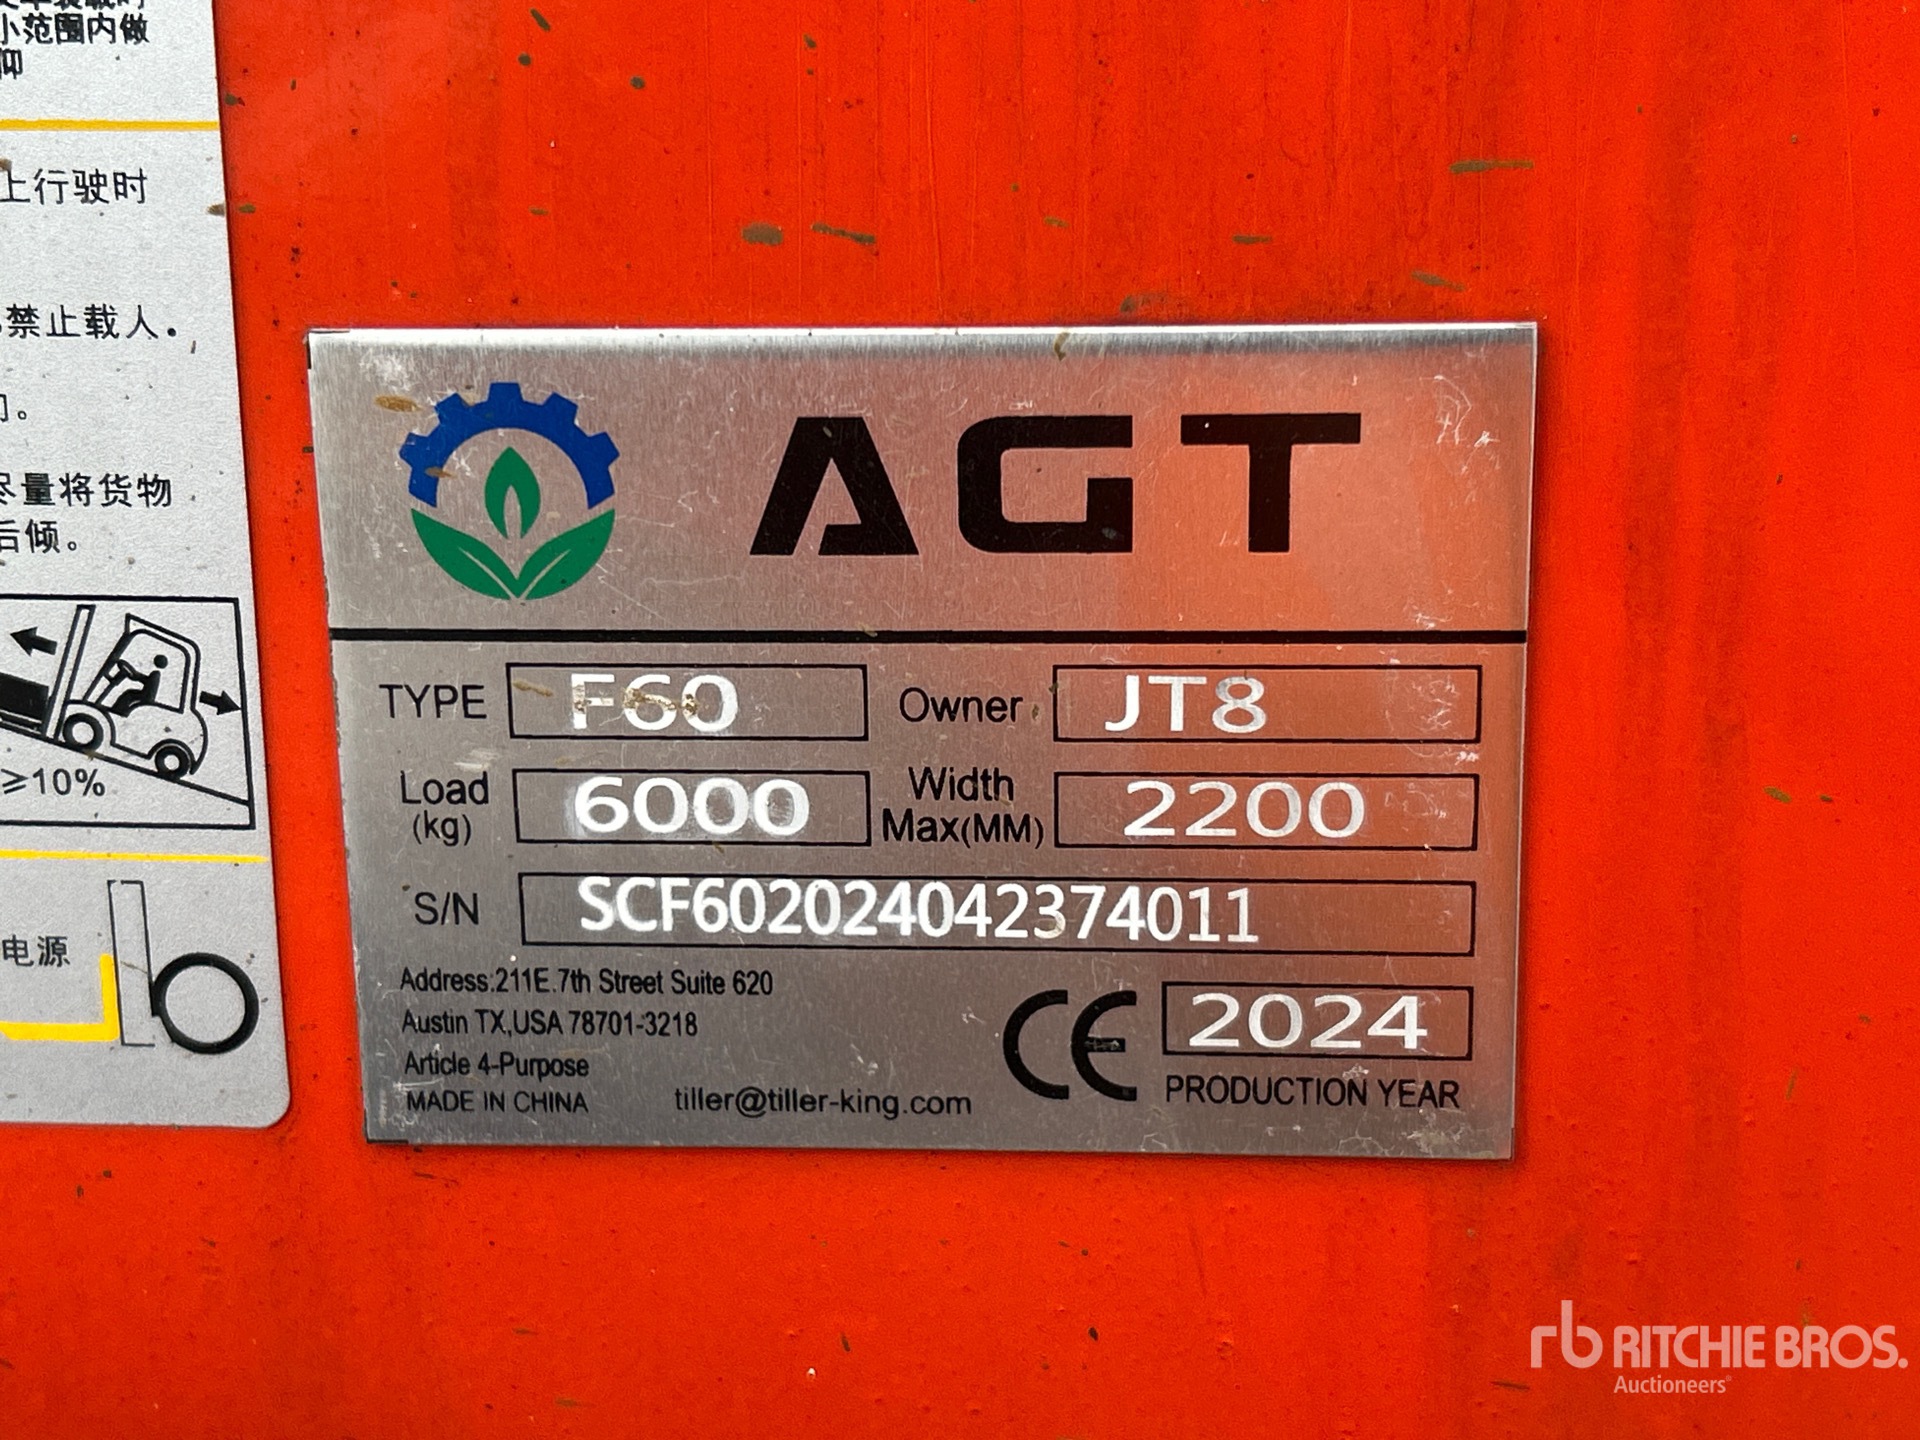 小范围内做
仰
上行驶时
禁止载人.
尽量将货物
后倾。
≥10%
电源
AGT
TYPE F60 Owner JT8
Load (kg) 6000 Width Max(MM) 2200
S/N SCF602024042374011
Address:211E.7th Street Suite 620
Austin TX,USA 78701-3218
Article 4-Purpose
MADE IN CHINA tiller@tiller-king.com
CE 2024
PRODUCTION YEAR
rb RITCHIE BROS.
Auctioneers